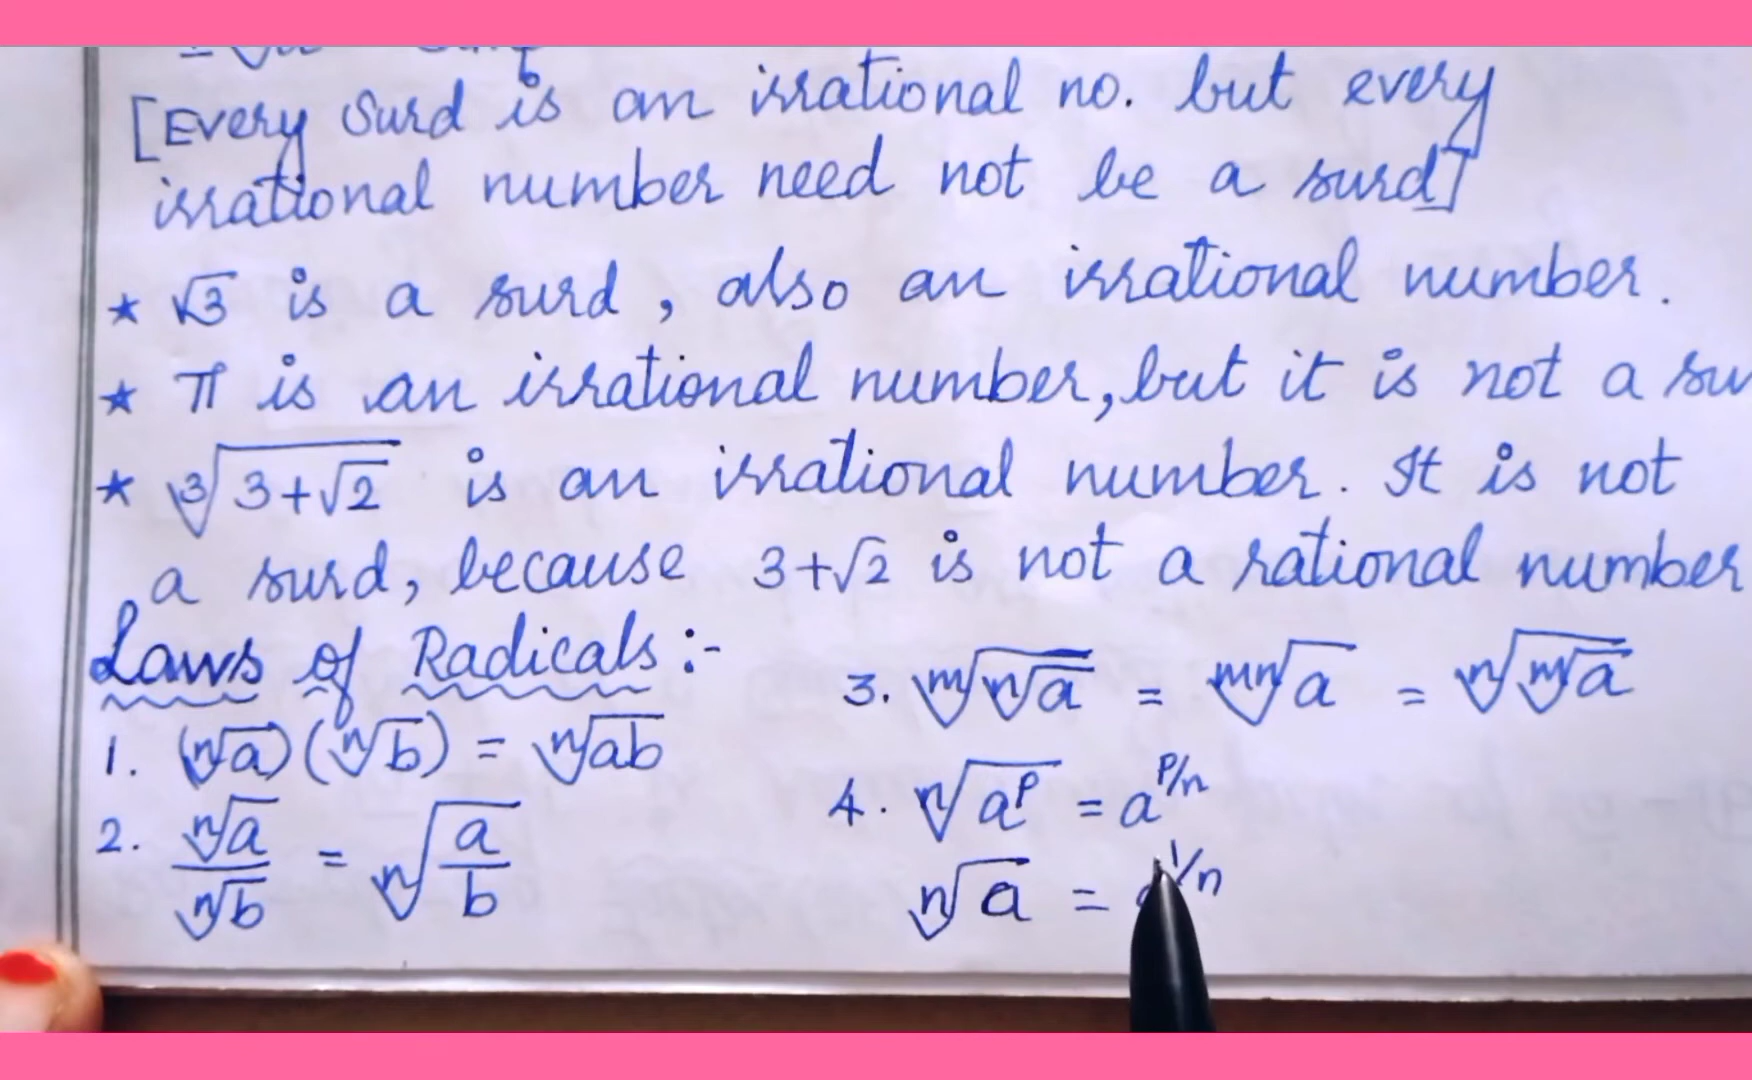 [Every Surd is an irrational no. but every
irrational number need not be a surd]
★ √3 is a surd, also an irrational number.
★ π is an irrational number, but it is not a su
★ ∛(3+√2) is an irrational number. It is not
a surd, because 3+√2 is not a rational number
Laws of Radicals :-
1. (ⁿ√a)(ⁿ√b) = ⁿ√ab
2. ⁿ√a / ⁿ√b = ⁿ√(a/b)
3. ᵐ√(ⁿ√a) = ᵐⁿ√a = ⁿ√(ᵐ√a)
4. ⁿ√aᵖ = a^(p/n)
ⁿ√a = a^(1/n)